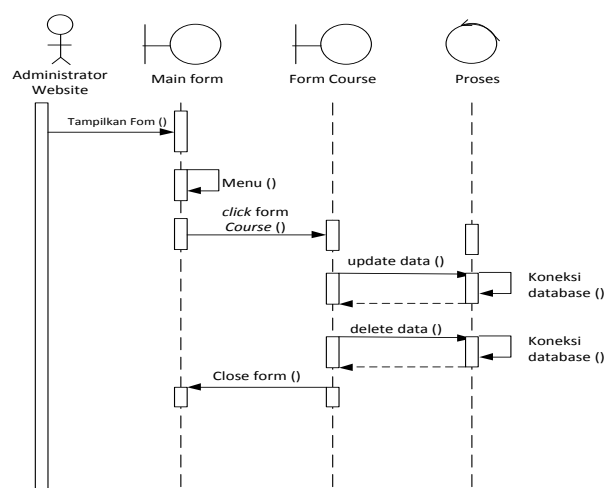 Administrator
Website
Main form
Form Course
Proses
Tampilkan Fom ()
Menu ()
click form
Course ()
update data ()
Koneksi
database ()
delete data ()
Koneksi
database ()
Close form ()